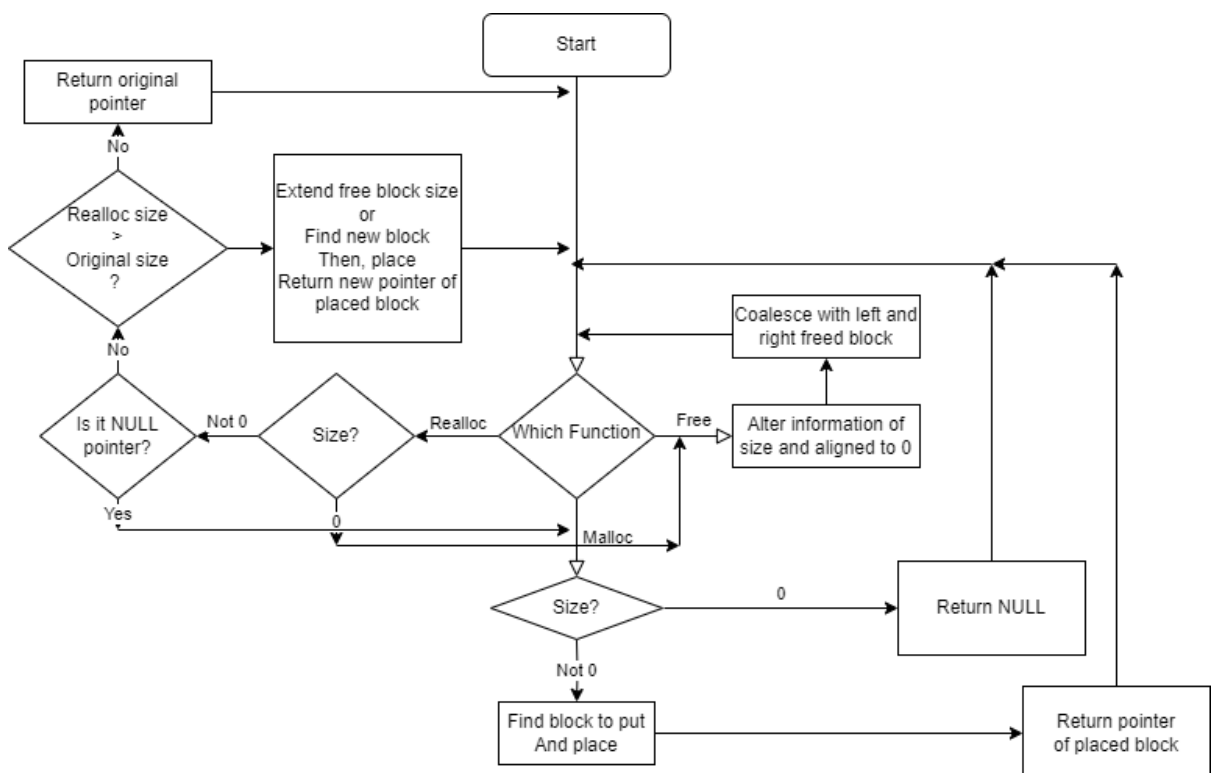 Start
Return original
pointer
No
Extend free block size
or
Find new block
Then, place
Return new pointer of
placed block
Realloc size
>
Original size
?
Coalesce with left and
right freed block
No
Is it NULL
pointer?
Not 0
Size?
Realloc
Which Function
Free
Alter information of
size and aligned to 0
Yes
0
Malloc
Size?
0
Return NULL
Not 0
Find block to put
And place
Return pointer
of placed block